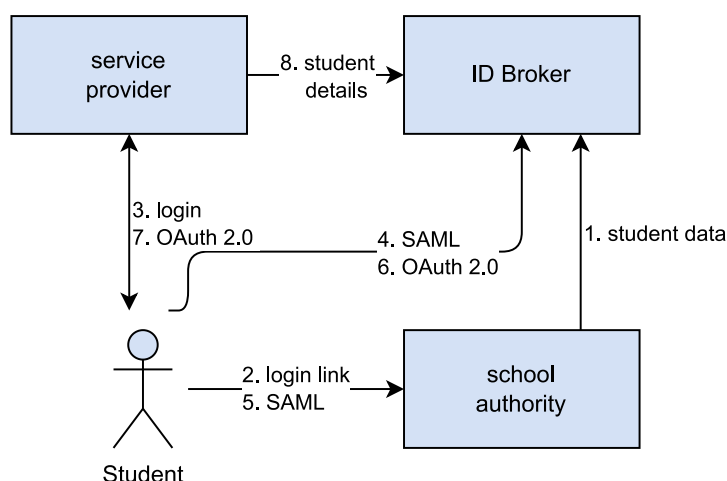 service
provider
8. student
details
ID Broker
3. login
7. OAuth 2.0
4. SAML
6. OAuth 2.0
1. student data
2. login link
5. SAML
school
authority
Student